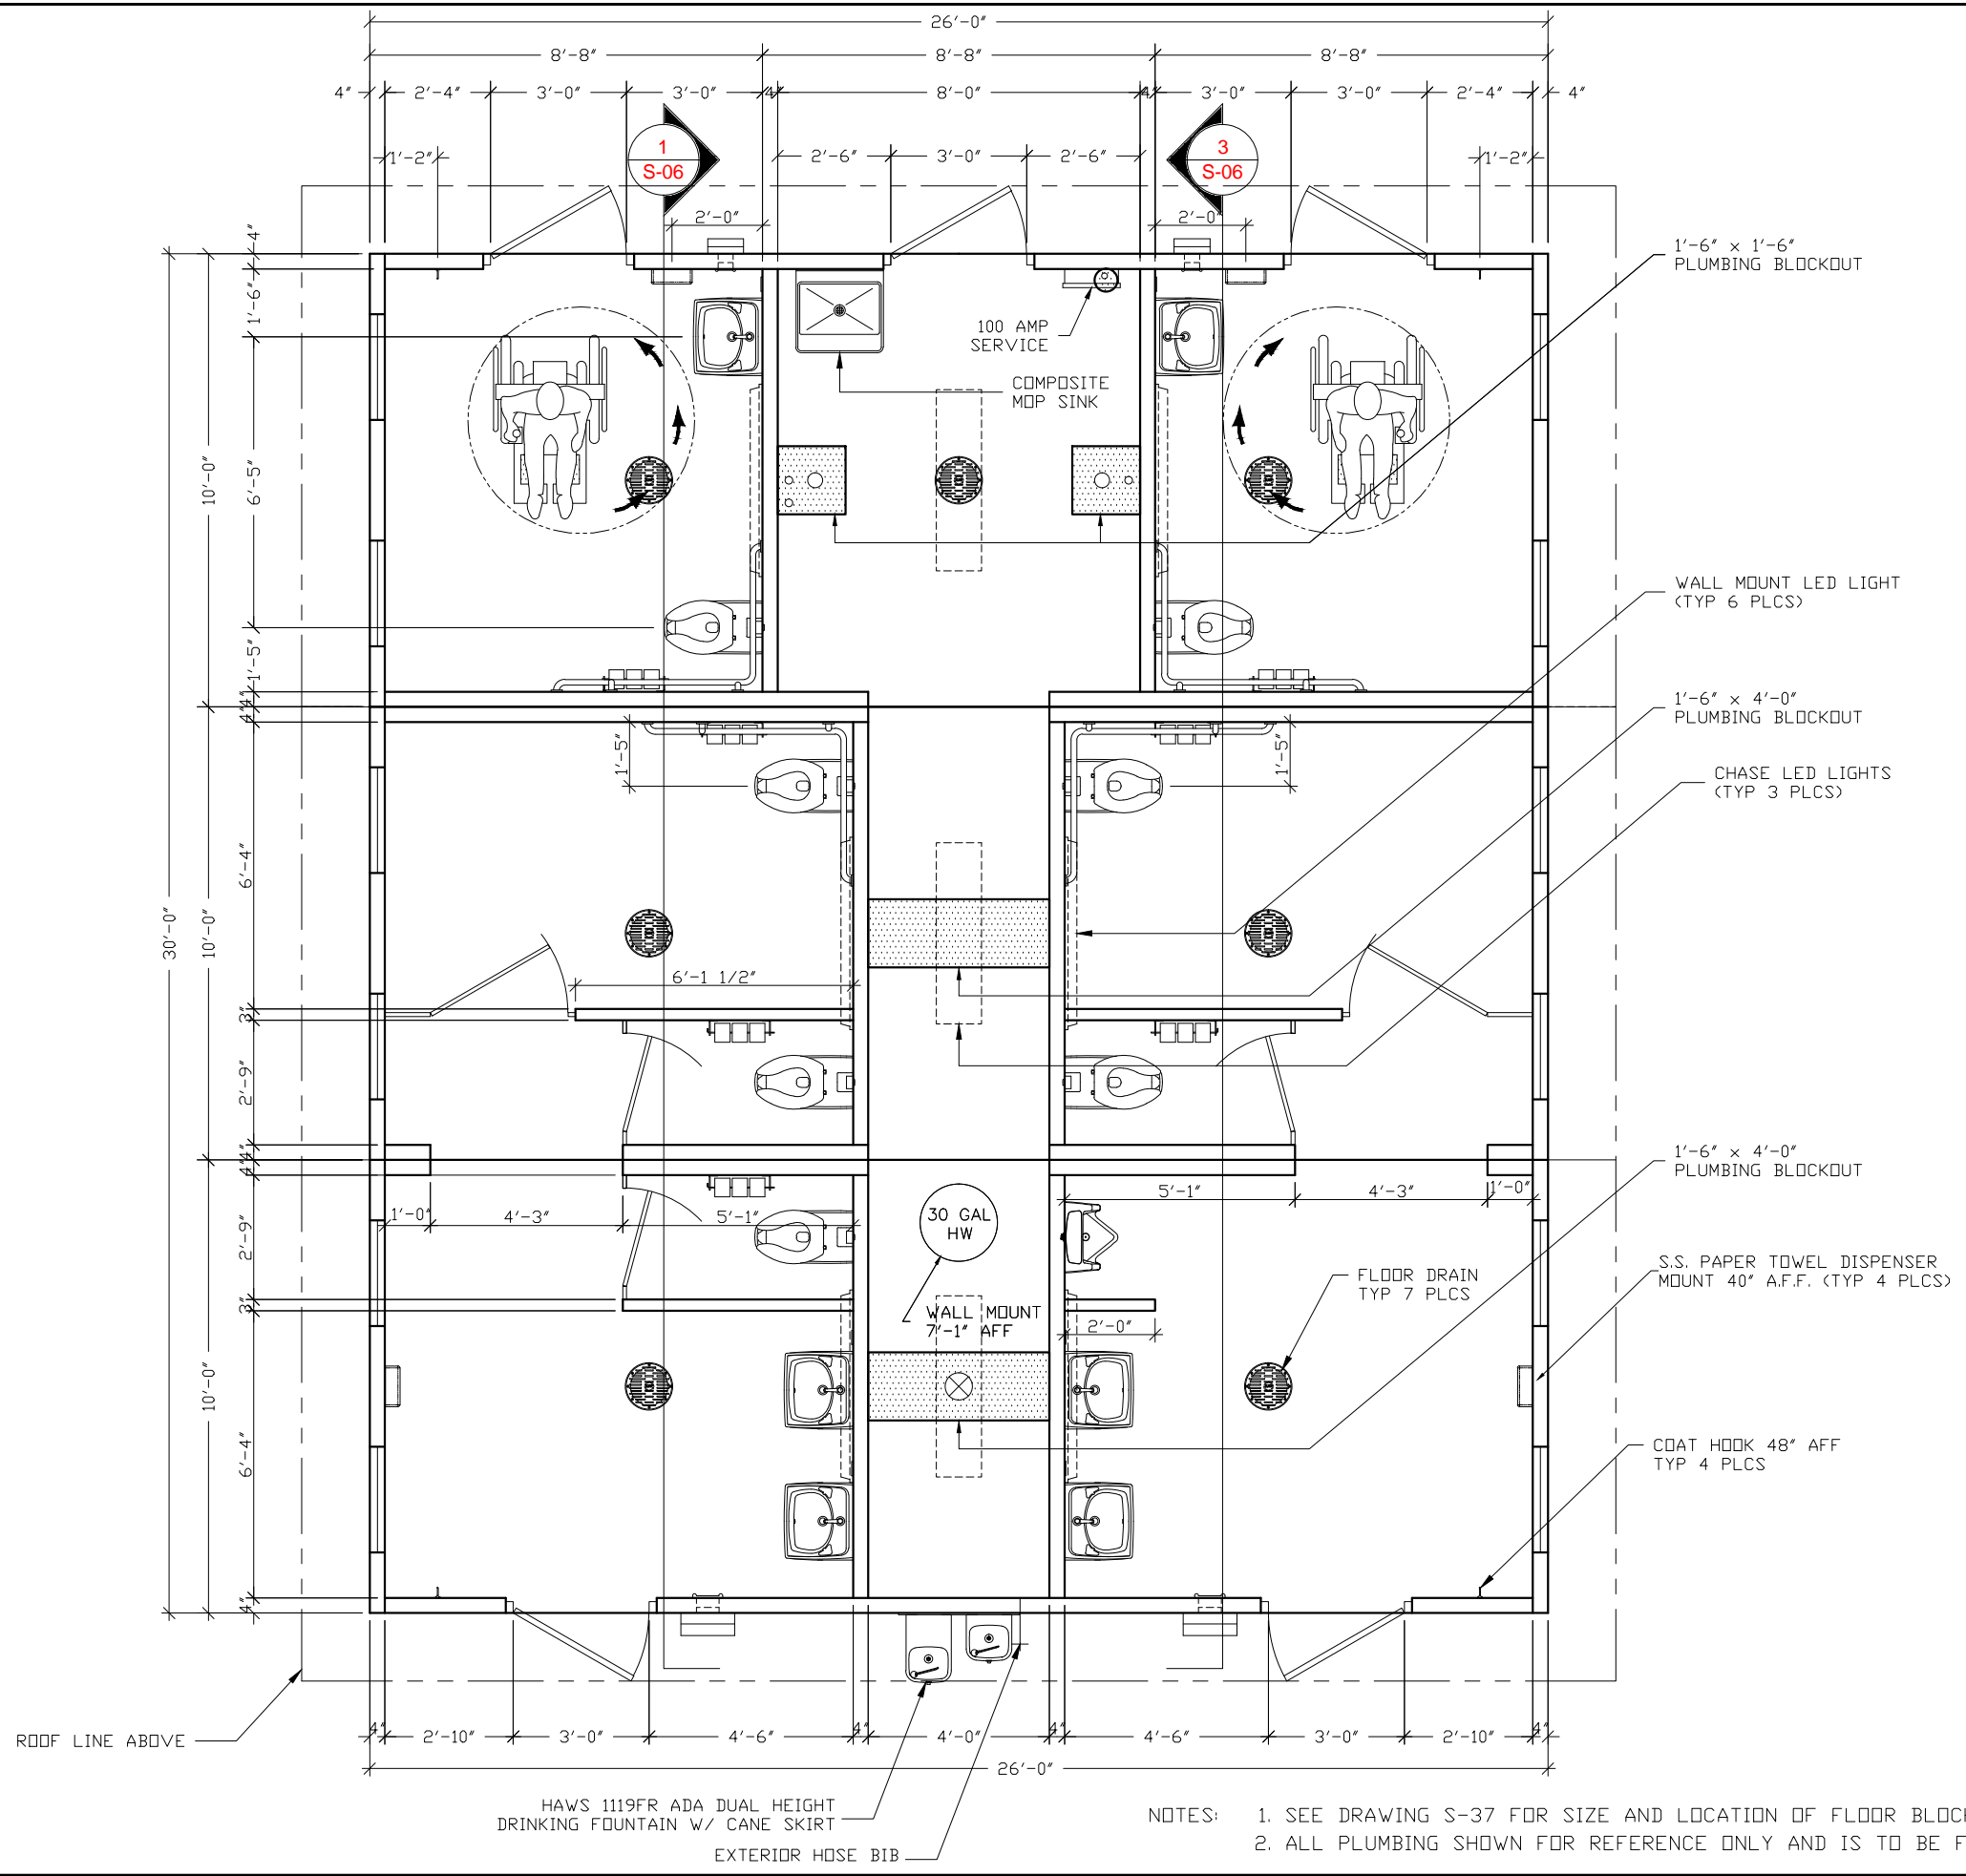 26'-0"
8'-8" 8'-8" 8'-8"
4" 2'-4" 3'-0" 3'-0" 4" 8'-0" 4" 3'-0" 3'-0" 2'-4" 4"
1'-2" 2'-6" 3'-0" 2'-6" 1'-2"
1
S-06
3
S-06
2'-0" 2'-0"
4"
1'-6"
6'-5"
1'-5"
4"
4"
6'-4"
3"
2'-9"
4"
4"
2'-9"
3"
6'-4"
4"
10'-0"
10'-0"
10'-0"
30'-0"
100 AMP
SERVICE
COMPOSITE
MOP SINK
1'-6" x 1'-6"
PLUMBING BLOCKOUT
WALL MOUNT LED LIGHT
(TYP 6 PLCS)
1'-6" x 4'-0"
PLUMBING BLOCKOUT
CHASE LED LIGHTS
(TYP 3 PLCS)
1'-5" 1'-5"
6'-1 1/2"
1'-6" x 4'-0"
PLUMBING BLOCKOUT
5'-1" 4'-3" 1'-0"
1'-0" 4'-3" 5'-1"
30 GAL
HW
WALL MOUNT
7'-1" AFF
2'-0"
FLOOR DRAIN
TYP 7 PLCS
S.S. PAPER TOWEL DISPENSER
MOUNT 40" A.F.F. (TYP 4 PLCS)
COAT HOOK 48" AFF
TYP 4 PLCS
ROOF LINE ABOVE
4" 2'-10" 3'-0" 4'-6" 4" 4'-0" 4" 4'-6" 3'-0" 2'-10" 4"
26'-0"
HAWS 1119FR ADA DUAL HEIGHT
DRINKING FOUNTAIN W/ CANE SKIRT
EXTERIOR HOSE BIB
NOTES: 1. SEE DRAWING S-37 FOR SIZE AND LOCATION OF FLOOR
2. ALL PLUMBING SHOWN FOR REFERENCE ONLY AND IS TO BE